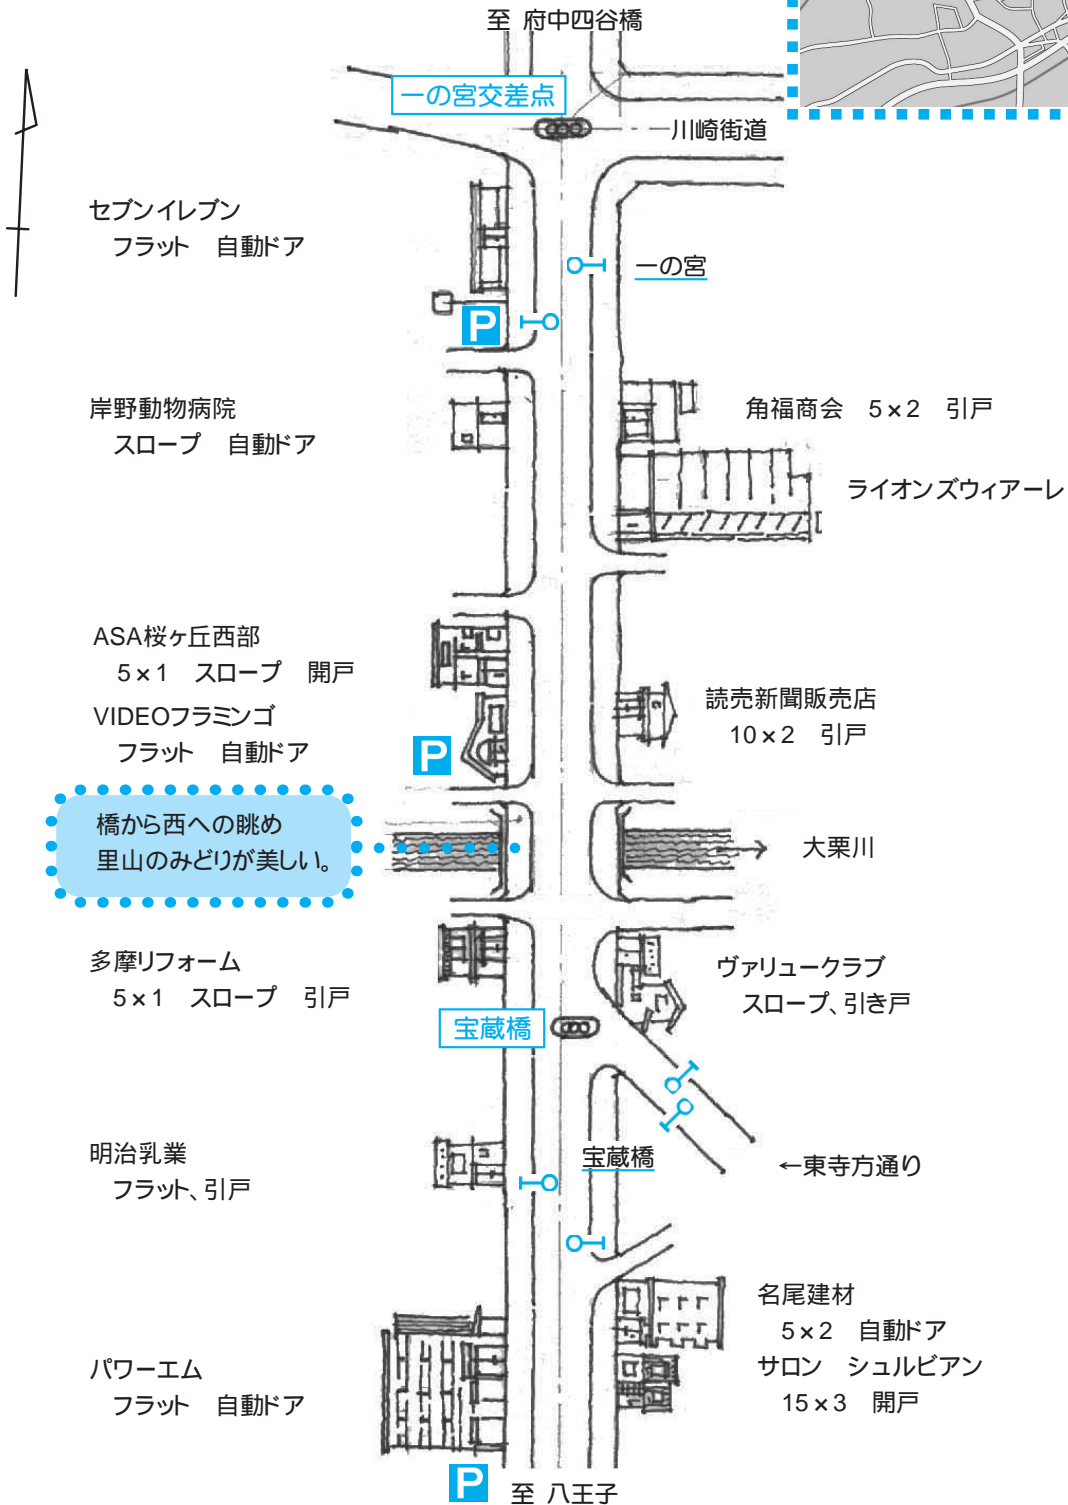 至 府中四谷橋
一の宮交差点
川崎街道
セブンイレブン
フラット　自動ドア
一の宮
P
岸野動物病院
スロープ　自動ドア
角福商会　5×2　引戸
ライオンズウィアーレ
ASA桜ヶ丘西部
5×1　スロープ　開戸
VIDEOフラミンゴ
フラット　自動ドア
P
読売新聞販売店
10×2　引戸
橋から西への眺め
里山のみどりが美しい。
大栗川
多摩リフォーム
5×1　スロープ　引戸
ヴァリュークラブ
スロープ、引き戸
宝蔵橋
明治乳業
フラット、引戸
宝蔵橋
←東寺方通り
名尾建材
5×2　自動ドア
サロン　シュルビアン
15×3　開戸
パワーエム
フラット　自動ドア
P
至 八王子